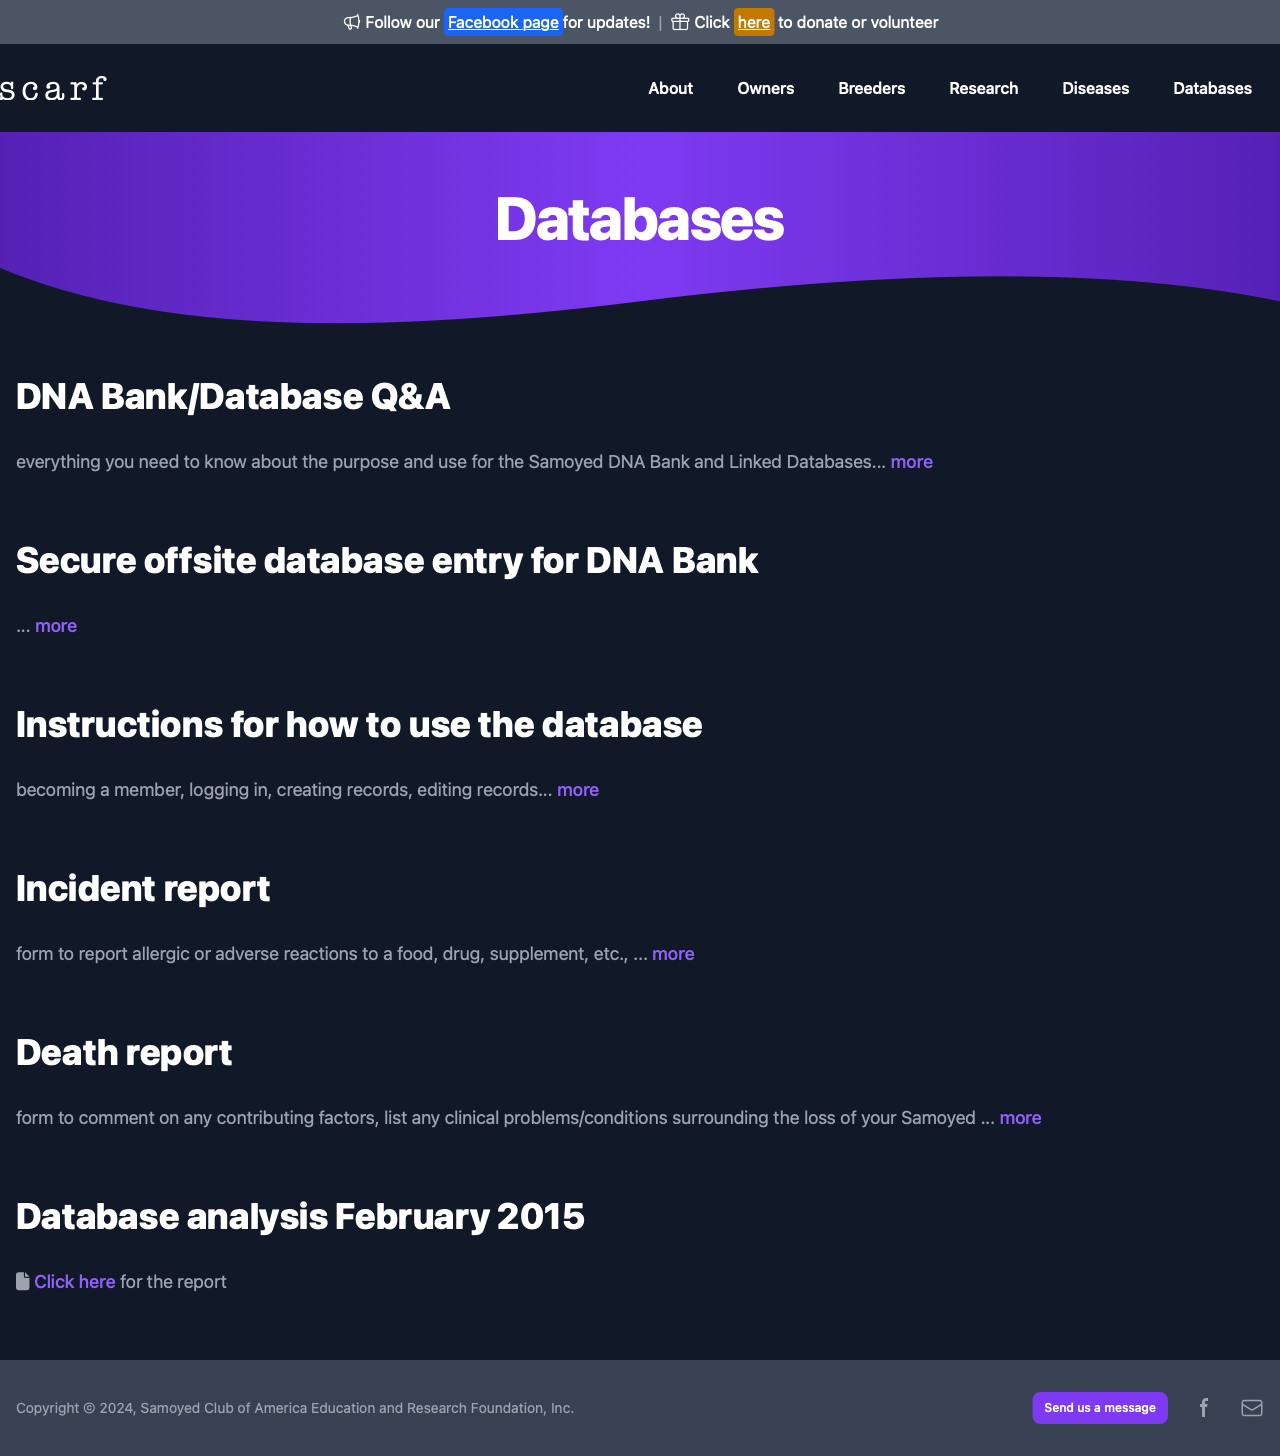 Follow our Facebook page for updates! | Click here to donate or volunteer
scarf
About Owners Breeders Research Diseases Databases
Databases
DNA Bank/Database Q&A
everything you need to know about the purpose and use for the Samoyed DNA Bank and Linked Databases... more
Secure offsite database entry for DNA Bank
... more
Instructions for how to use the database
becoming a member, logging in, creating records, editing records... more
Incident report
form to report allergic or adverse reactions to a food, drug, supplement, etc., ... more
Death report
form to comment on any contributing factors, list any clinical problems/conditions surrounding the loss of your Samoyed ... more
Database analysis February 2015
Click here for the report
Copyright © 2024, Samoyed Club of America Education and Research Foundation, Inc.
Send us a message